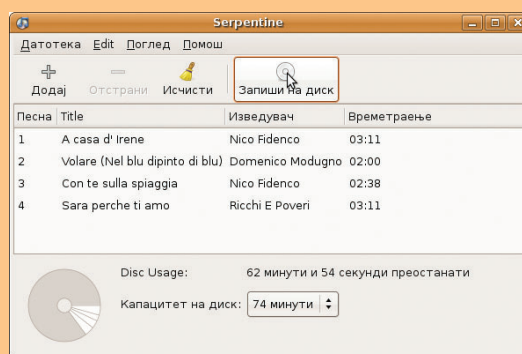 Serpentine
Датотека Edit Поглед Помош
Додај Отстрани Исчисти Запиши на диск
Песна Title Изведувач Времетраење
1 A casa d' Irene Nico Fidenco 03:11
2 Volare (Nel blu dipinto di blu) Domenico Modugno 02:00
3 Con te sulla spiaggia Nico Fidenco 02:38
4 Sara perche ti amo Ricchi E Poveri 03:11
Disc Usage: 62 минути и 54 секунди преостанати
Капацитет на диск: 74 минути